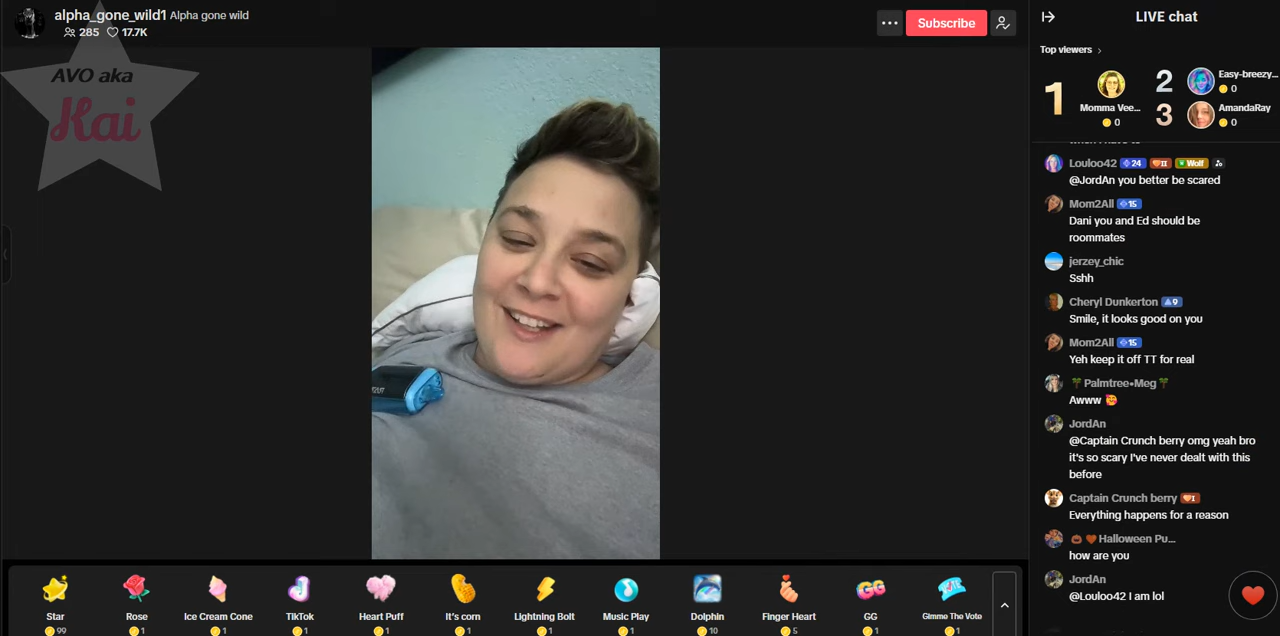 alpha_gone_wild1 Alpha gone wild
285 17.7K
Subscribe
AVO aka
Kai
LIVE chat
Top viewers
1
Momma Vee...
0
2
Easy-breezy...
0
3
AmandaRay
0
Louloo42 24 II Wolf
@JordAn you better be scared
Mom2All 15
Dani you and Ed should be
roommates
jerzey_chic
Sshh
Cheryl Dunkerton 9
Smile, it looks good on you
Mom2All 15
Yeh keep it off TT for real
🌴Palmtree•Meg🌴
Awww 🥰
JordAn
@Captain Crunch berry omg yeah bro
it's so scary I've never dealt with this
before
Captain Crunch berry I
Everything happens for a reason
🎃🧡Halloween Pu...
how are you
JordAn
@Louloo42 I am lol
Star
99
Rose
1
Ice Cream Cone
1
TikTok
1
Heart Puff
1
It's corn
1
Lightning Bolt
1
Music Play
1
Dolphin
10
Finger Heart
5
GG
GG
1
Gimme The Vote
1